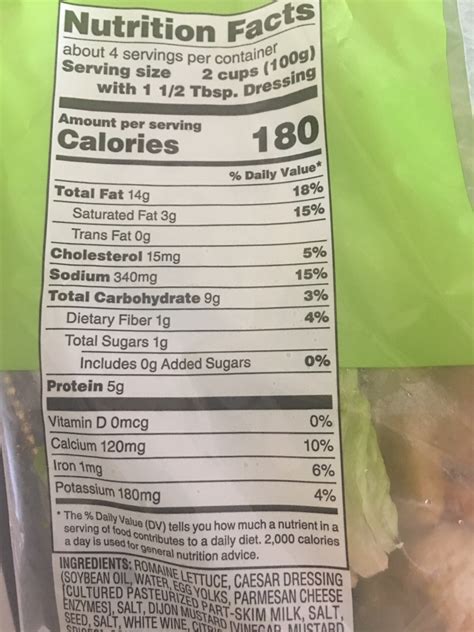 Nutrition Facts
about 4 servings per container
Serving size 2 cups (100g)
with 1 1/2 Tbsp. Dressing
Amount per serving
Calories 180
% Daily Value*
Total Fat 14g 18%
Saturated Fat 3g 15%
Trans Fat 0g
Cholesterol 15mg 5%
Sodium 340mg 15%
Total Carbohydrate 9g 3%
Dietary Fiber 1g 4%
Total Sugars 1g
Includes 0g Added Sugars 0%
Protein 5g
Vitamin D 0mcg 0%
Calcium 120mg 10%
Iron 1mg 6%
Potassium 180mg 4%
* The % Daily Value (DV) tells you how much a nutrient in a
serving of food contributes to a daily diet. 2,000 calories
a day is used for general nutrition advice.
INGREDIENTS: ROMAINE LETTUCE, CAESAR DRESSING
(SOYBEAN OIL, WATER, EGG YOLKS, PARMESAN CHEESE
[CULTURED PASTEURIZED PART-SKIM MILK, SALT,
ENZYMES], SALT, DIJON MUSTARD [VINEGAR, MUSTARD
SEED, SALT, WHITE WINE,